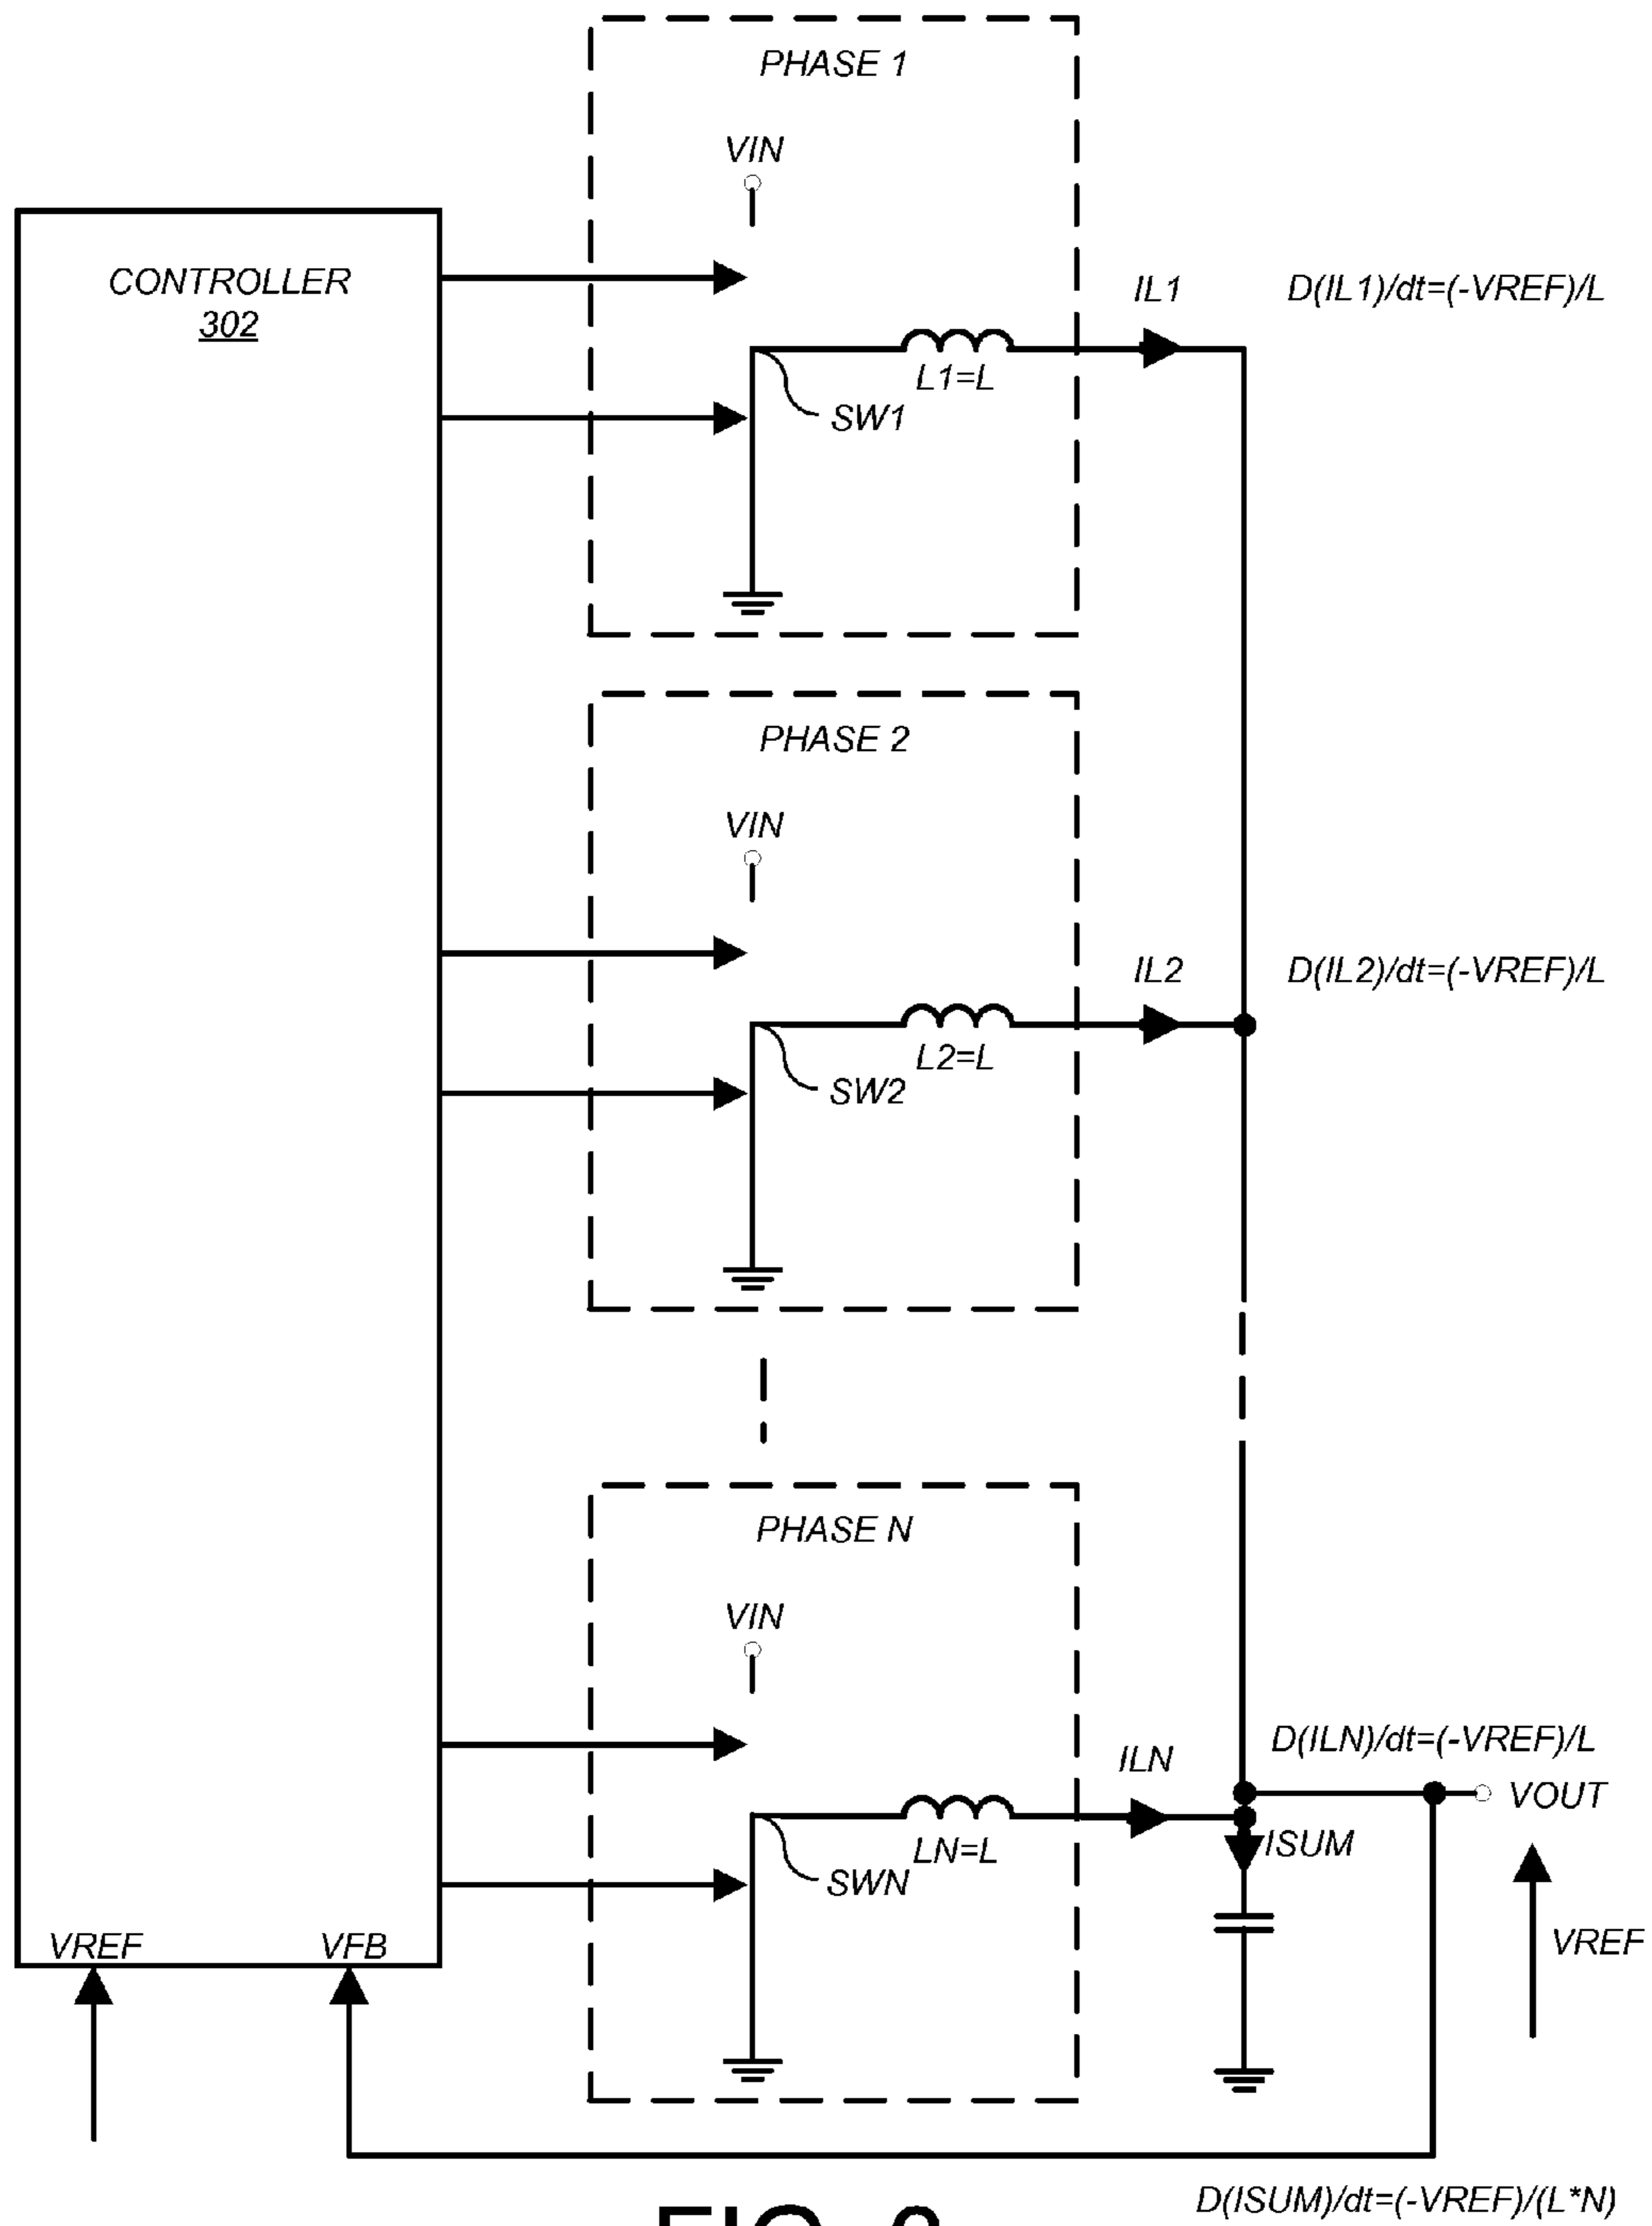 PHASE 1
VIN
CONTROLLER
302
IL1
D(IL1)/dt=(-VREF)/L
L1=L
SW1
PHASE 2
VIN
IL2
D(IL2)/dt=(-VREF)/L
L2=L
SW2
PHASE N
VIN
ILN
D(ILN)/dt=(-VREF)/L
VOUT
LN=L
ISUM
SWN
VREF
VFB
VREF
D(ISUM)/dt=(-VREF)/(L*N)